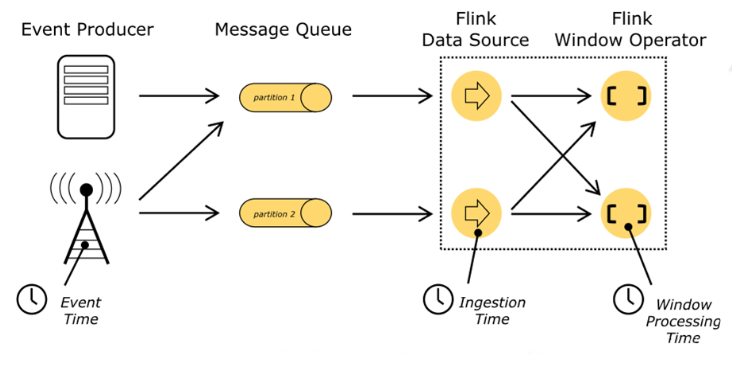 Event Producer
Message Queue
Flink
Data Source
Flink
Window Operator
partition 1
[ ]
partition 2
[ ]
Event
Time
Ingestion
Time
Window
Processing
Time